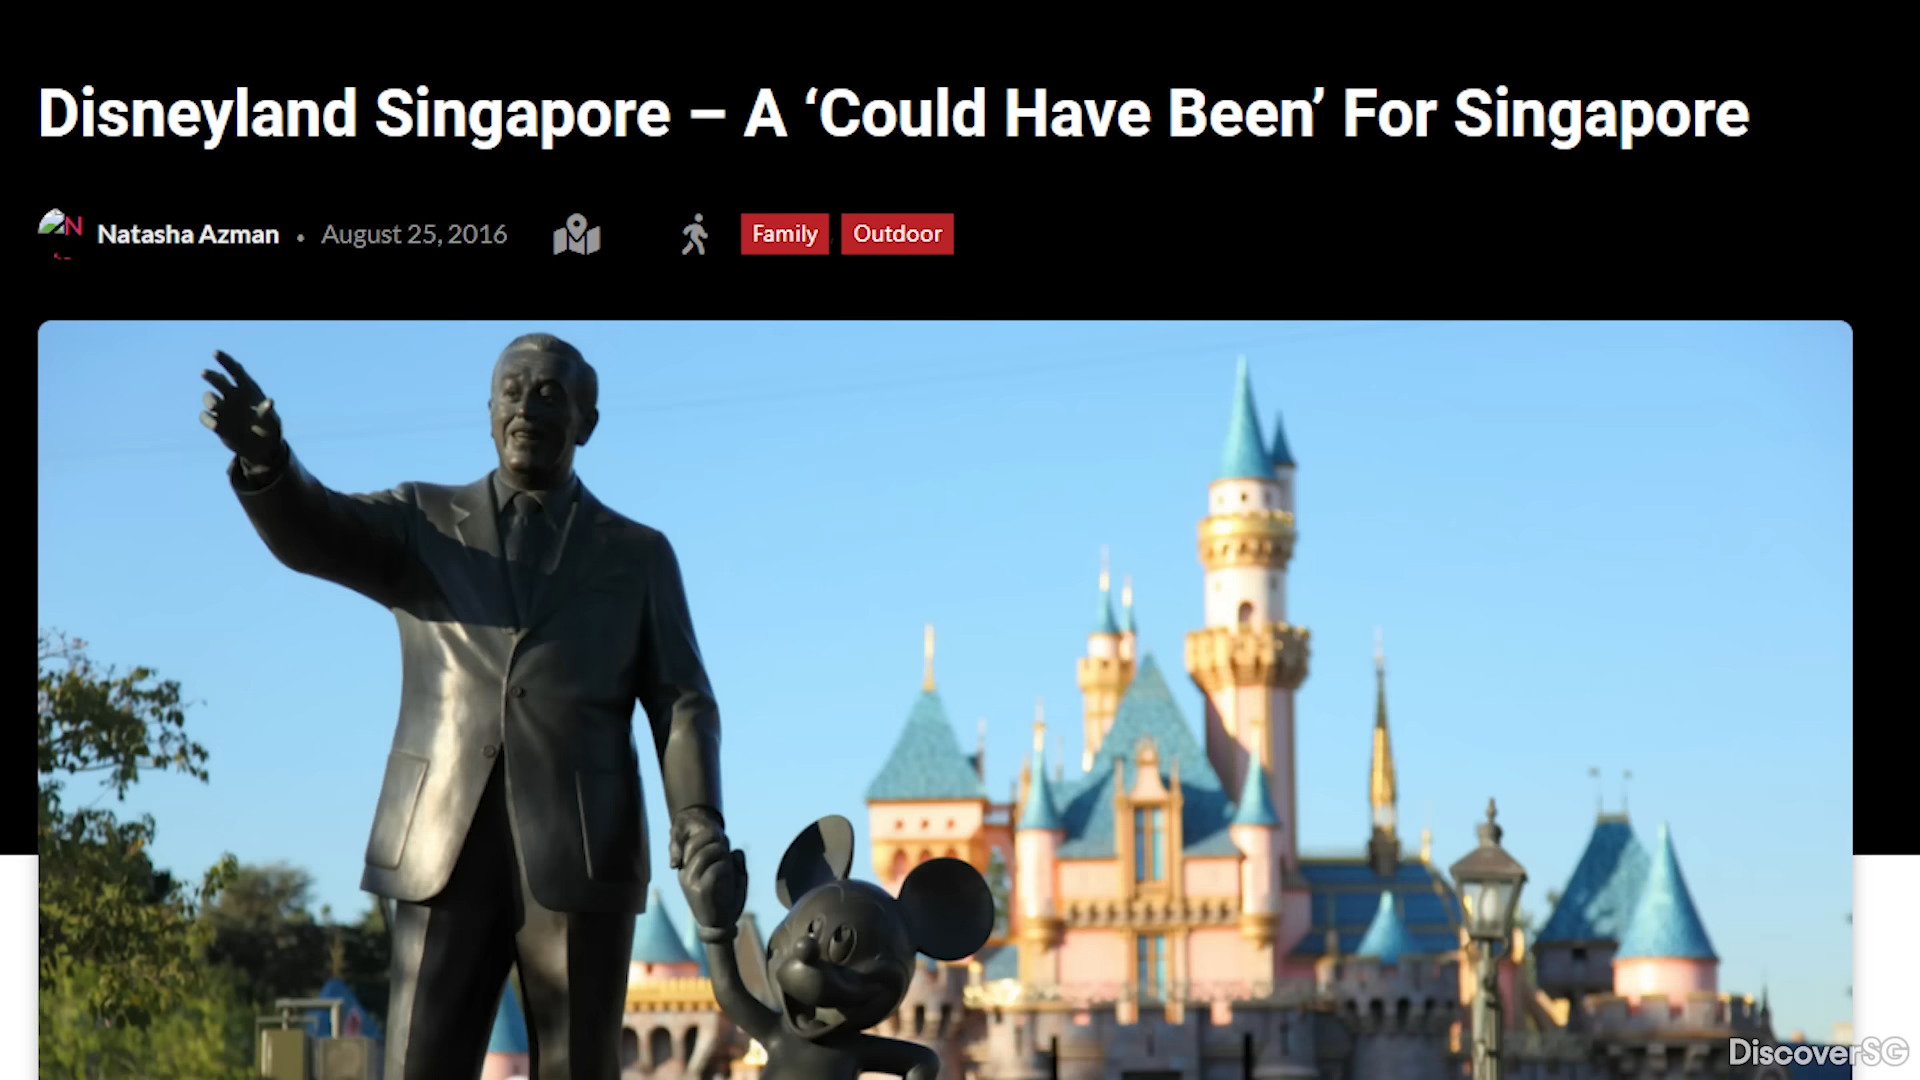 Disneyland Singapore – A ‘Could Have Been’ For Singapore
N Natasha Azman • August 25, 2016 Family, Outdoor
DiscoverSG